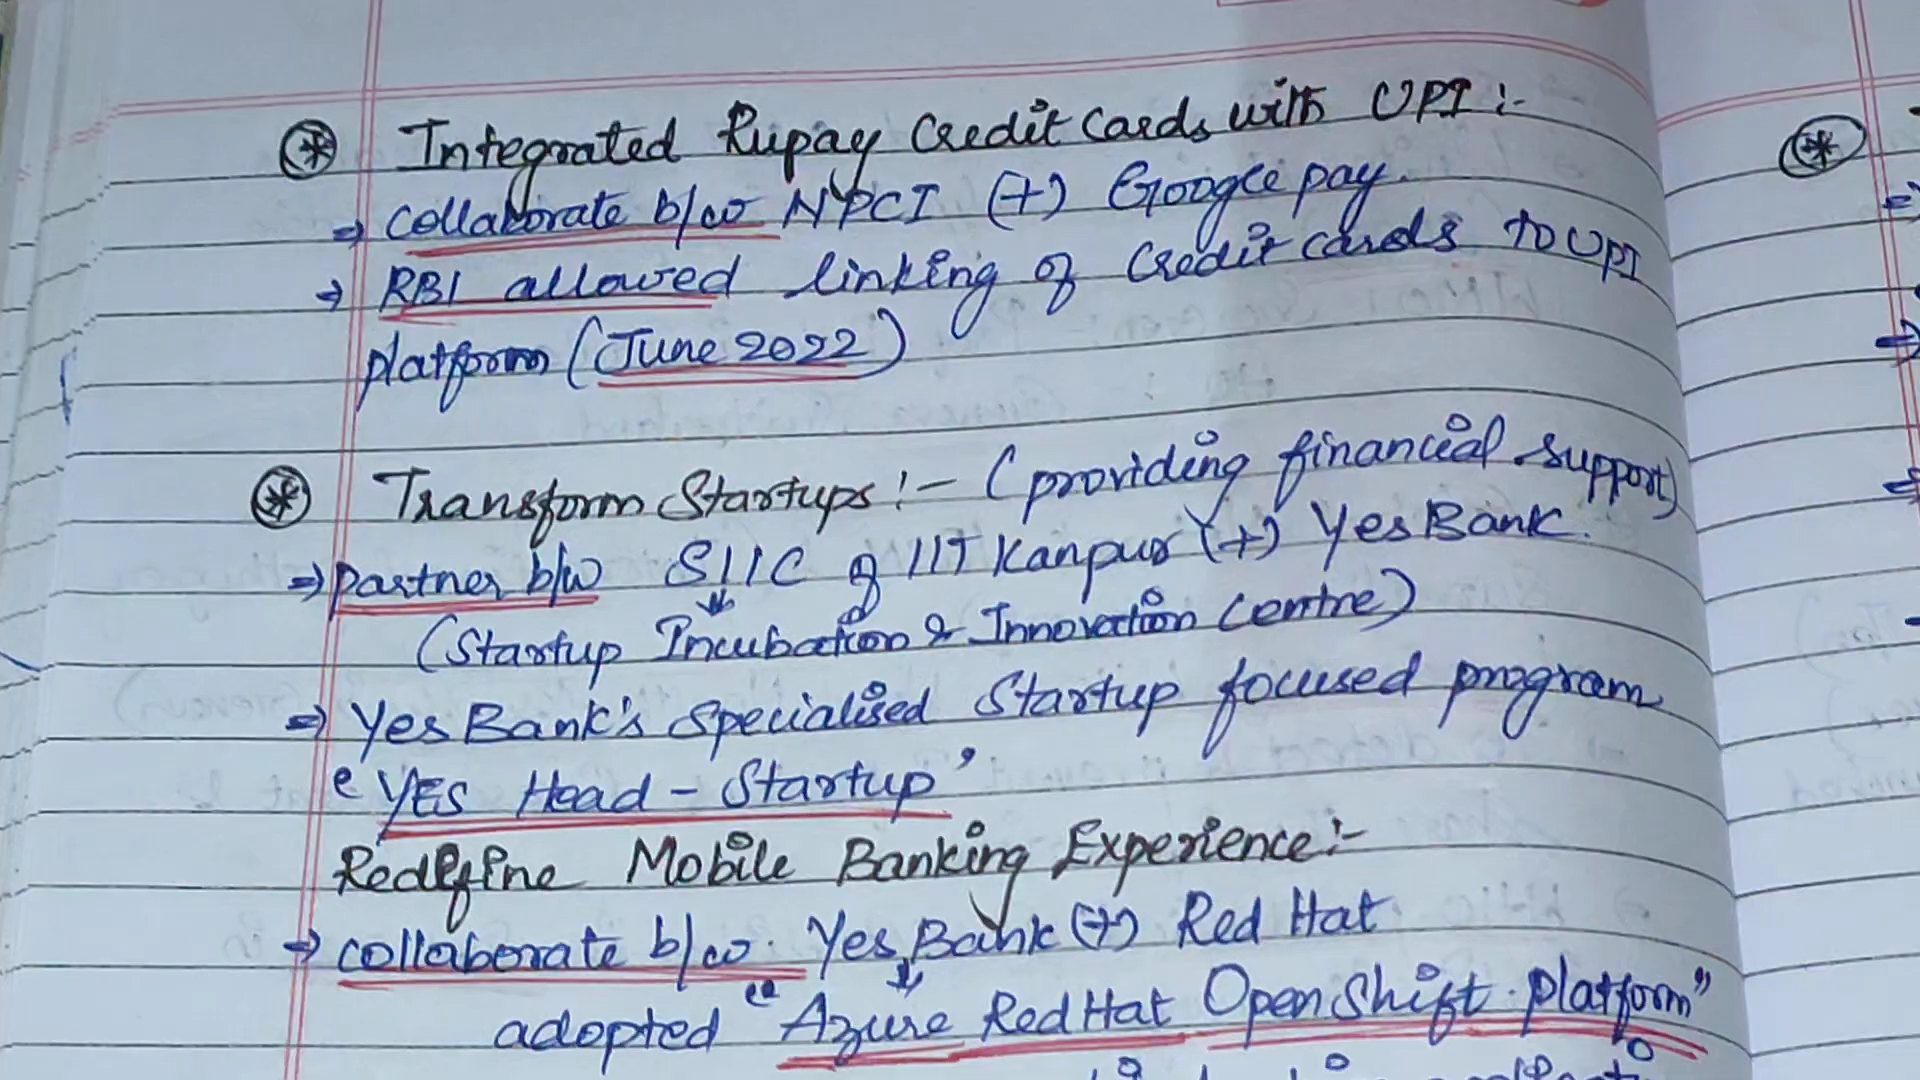 ⊛ Integrated Rupay Credit Cards with UPI :-
⇒ Collaborate b/w NPCI (+) Google pay.
⇒ RBI allowed linking of Credit cards to UPI
platform (June 2022)
⊛ Transform Startups :- (providing financial support)
⇒ partner b/w SIIC of IIT Kanpur (+) Yes Bank.
(Startup Incubation & Innovation Centre)
⇒ Yes Bank's Specialised Startup focused program
'YES Head-Startup'
Redefine Mobile Banking Experience :-
⇒ collaborate b/w Yes Bank (+) Red Hat
adopted "Azure Red Hat OpenShift platform"